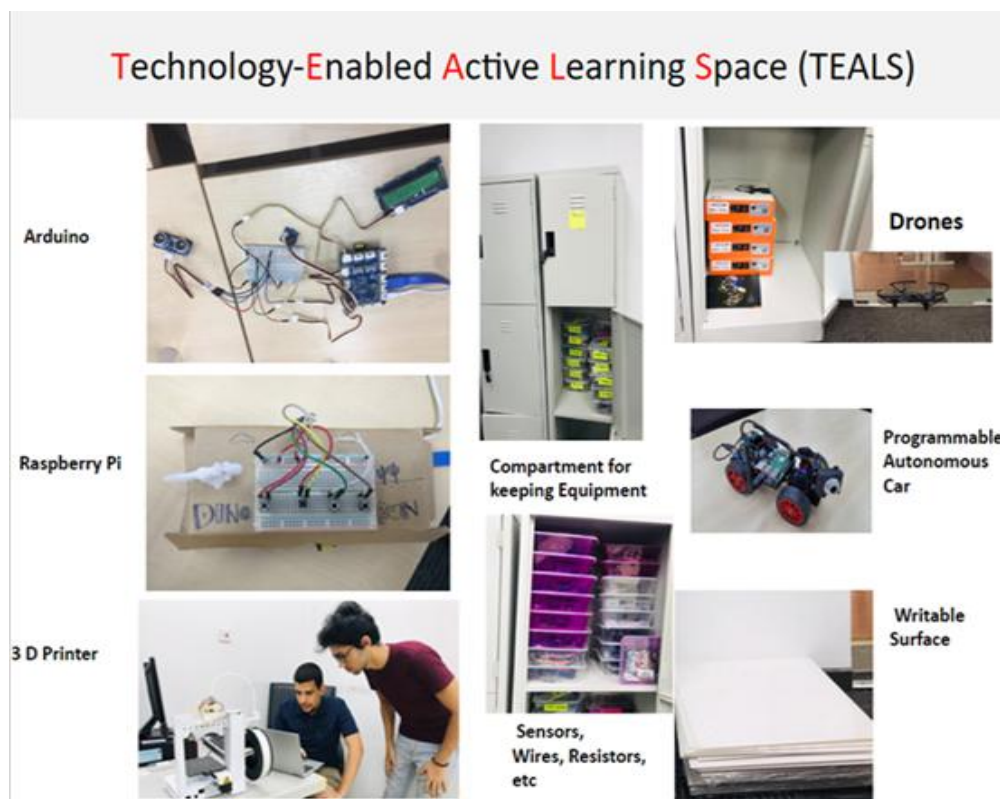 Technology-Enabled Active Learning Space (TEALS)
Arduino
Drones
Raspberry Pi
Compartment for
keeping Equipment
Programmable
Autonomous
Car
3 D Printer
Sensors,
Wires, Resistors,
etc
Writable
Surface